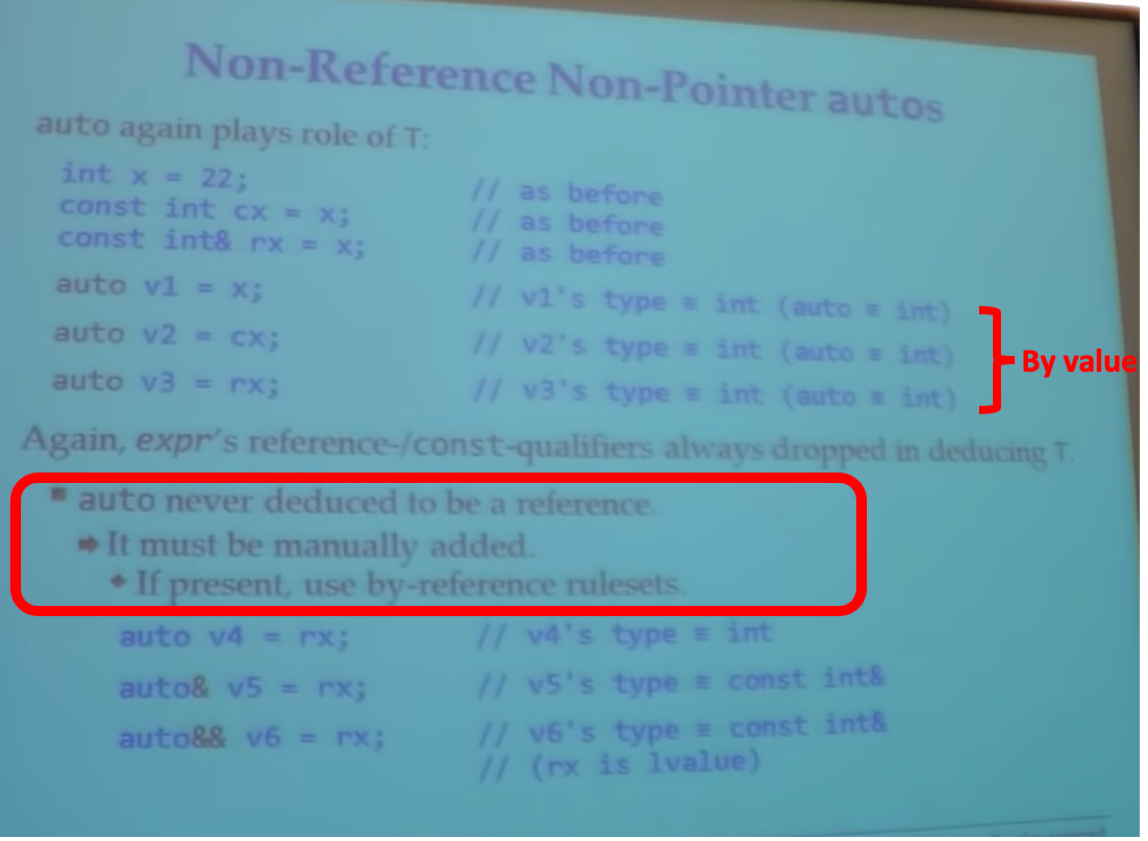 Non-Reference Non-Pointer autos
auto again plays role of T:
int x = 22; // as before
const int cx = x; // as before
const int& rx = x; // as before
auto v1 = x; // v1's type ≡ int (auto ≡ int)
auto v2 = cx; // v2's type ≡ int (auto ≡ int)
auto v3 = rx; // v3's type ≡ int (auto ≡ int)
By value
Again, expr's reference-/const-qualifiers always dropped in deducing T.
▪ auto never deduced to be a reference.
➡ It must be manually added.
◆ If present, use by-reference rulesets.
auto v4 = rx; // v4's type ≡ int
auto& v5 = rx; // v5's type ≡ const int&
auto&& v6 = rx; // v6's type ≡ const int&
// (rx is lvalue)